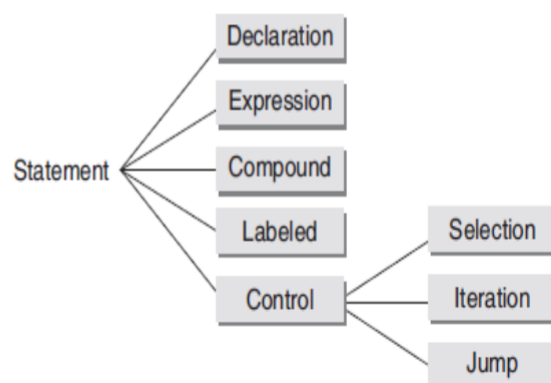 Declaration
Expression
Compound
Statement
Labeled
Selection
Control
Iteration
Jump